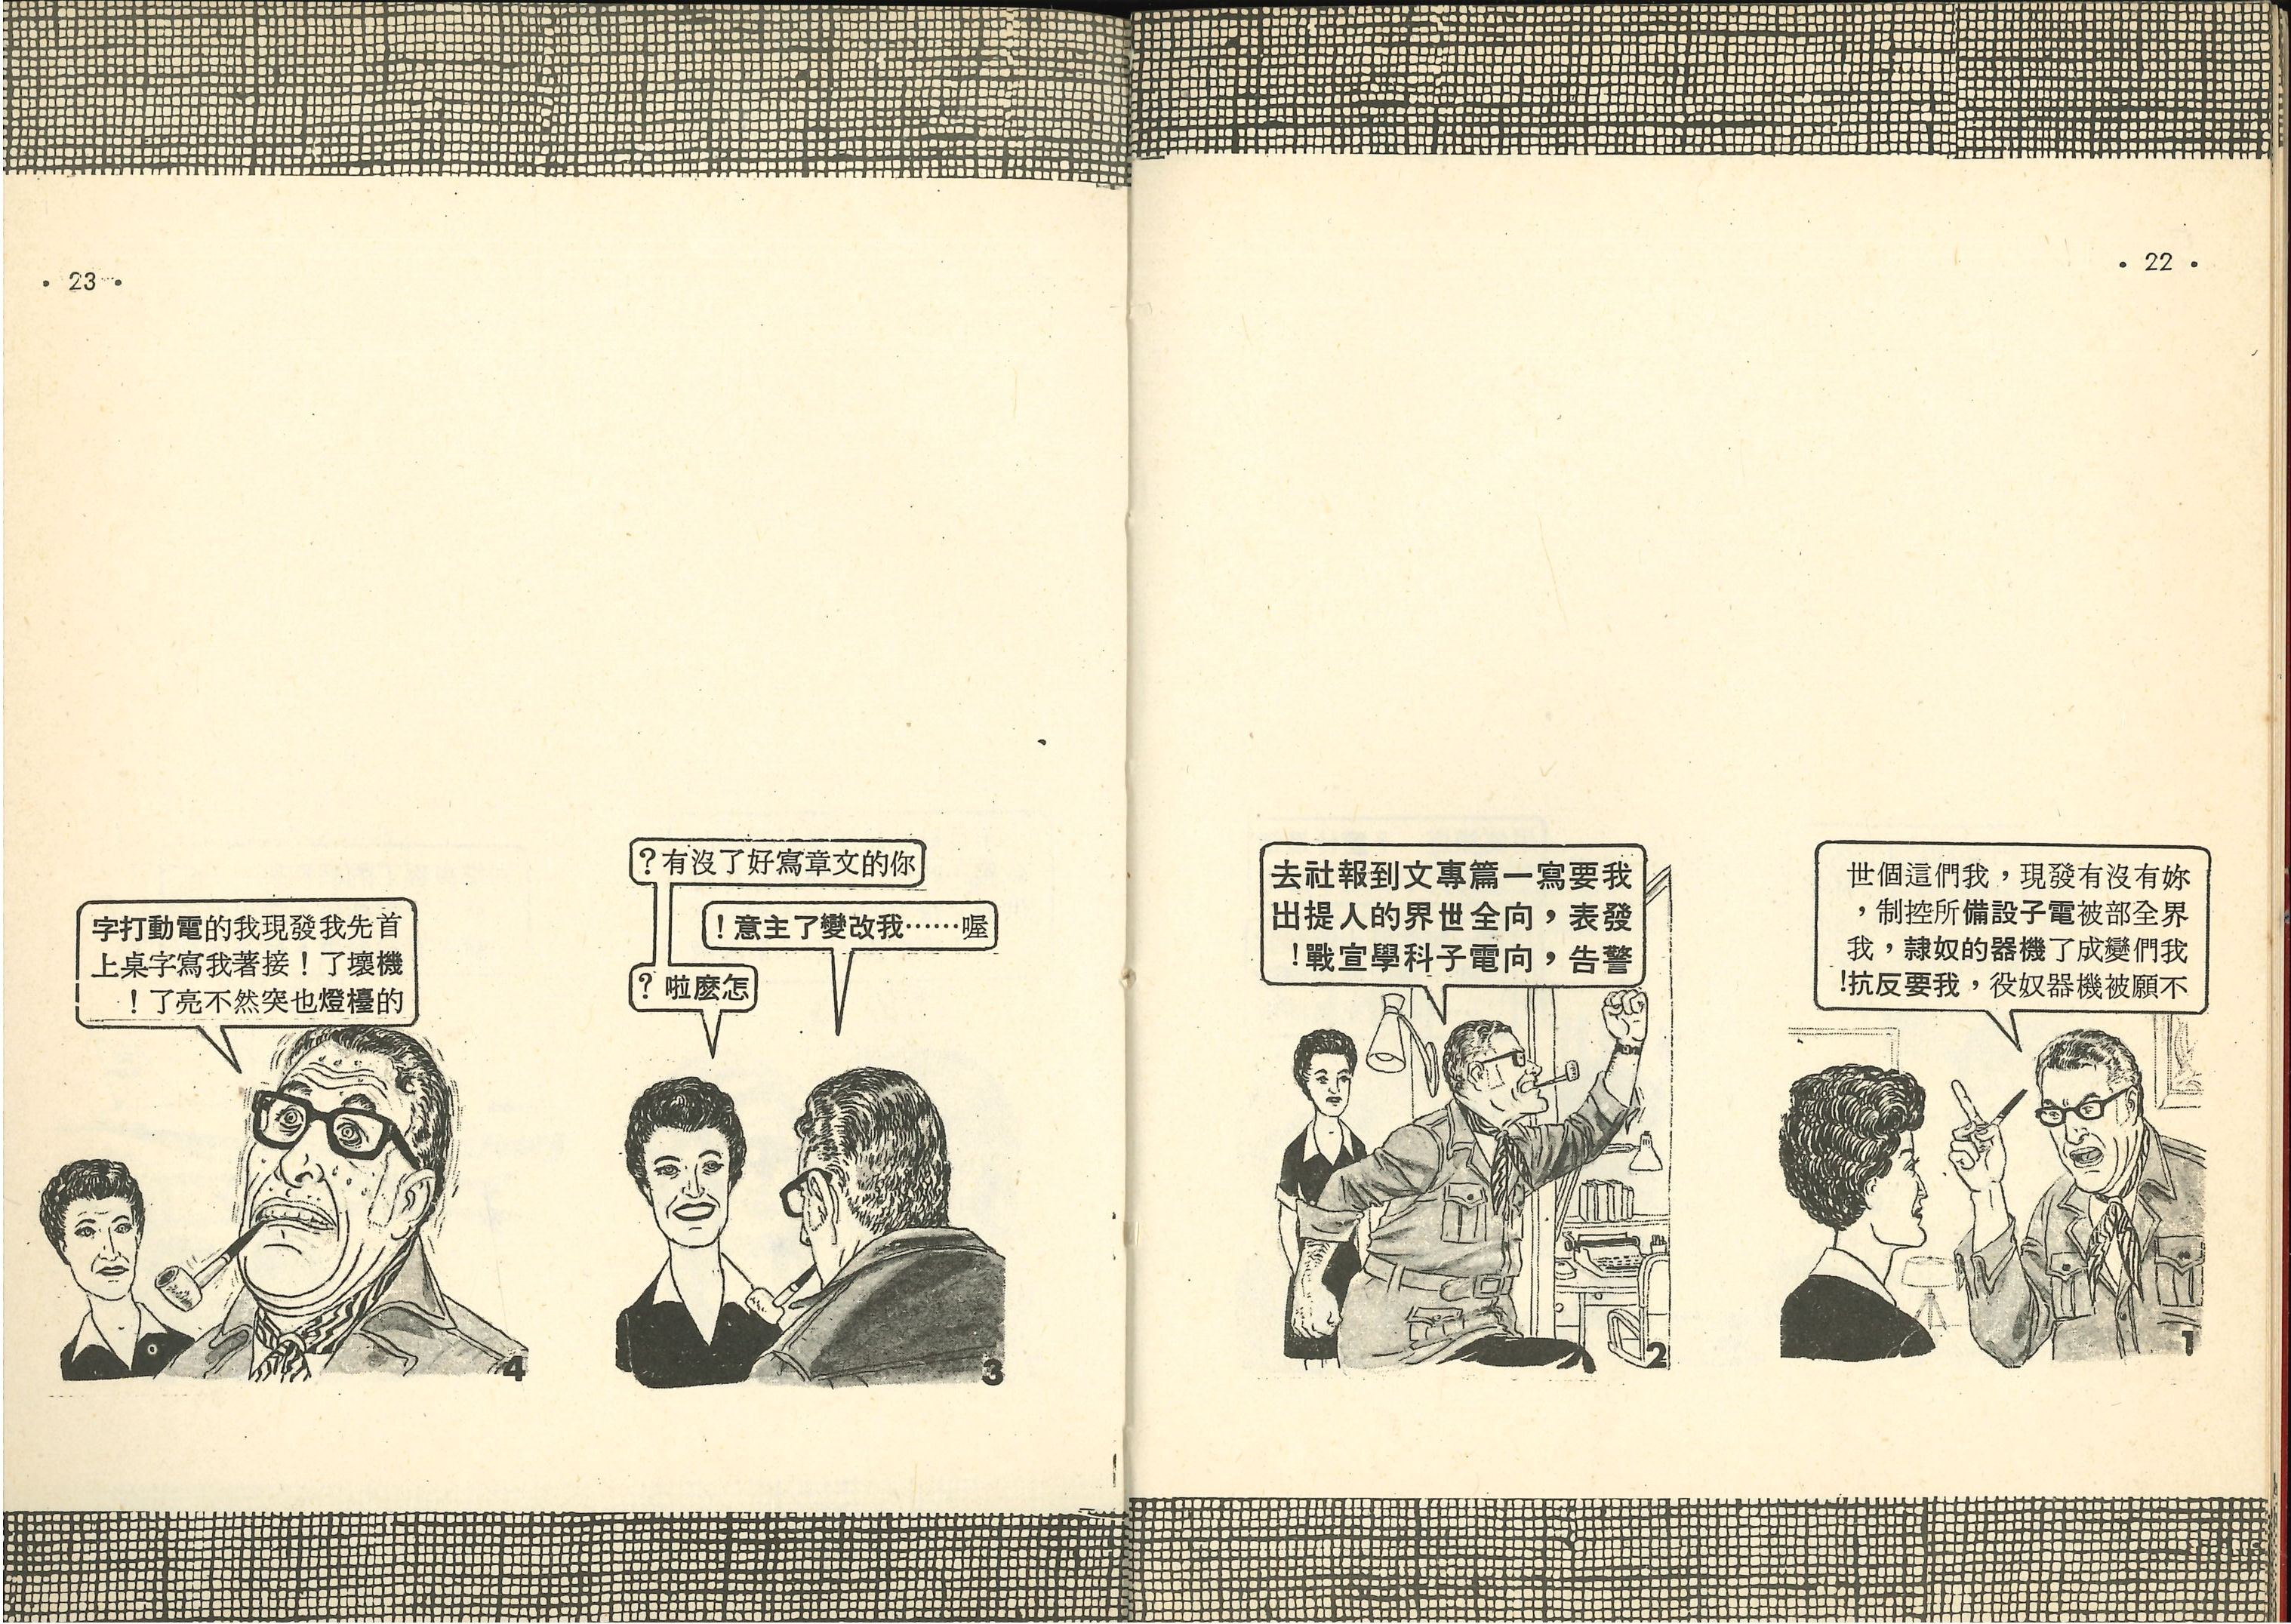 • 22 •
妳有沒有發現，我們這個世
界全部被電子設備所控制，
我們變成了機器的奴隸，我
不願被機器奴役，我要反抗！
1
我要寫一篇專文到報社去
發表，向全世界的人提出
警告，向電子科學宣戰！
2
• 23 •
你的文章寫好了沒有？
喔……我改變了主意！
怎麼啦？
3
首先我發現我的電動打字
機壞了！接著我寫字桌上
的檯燈也突然不亮了！
4